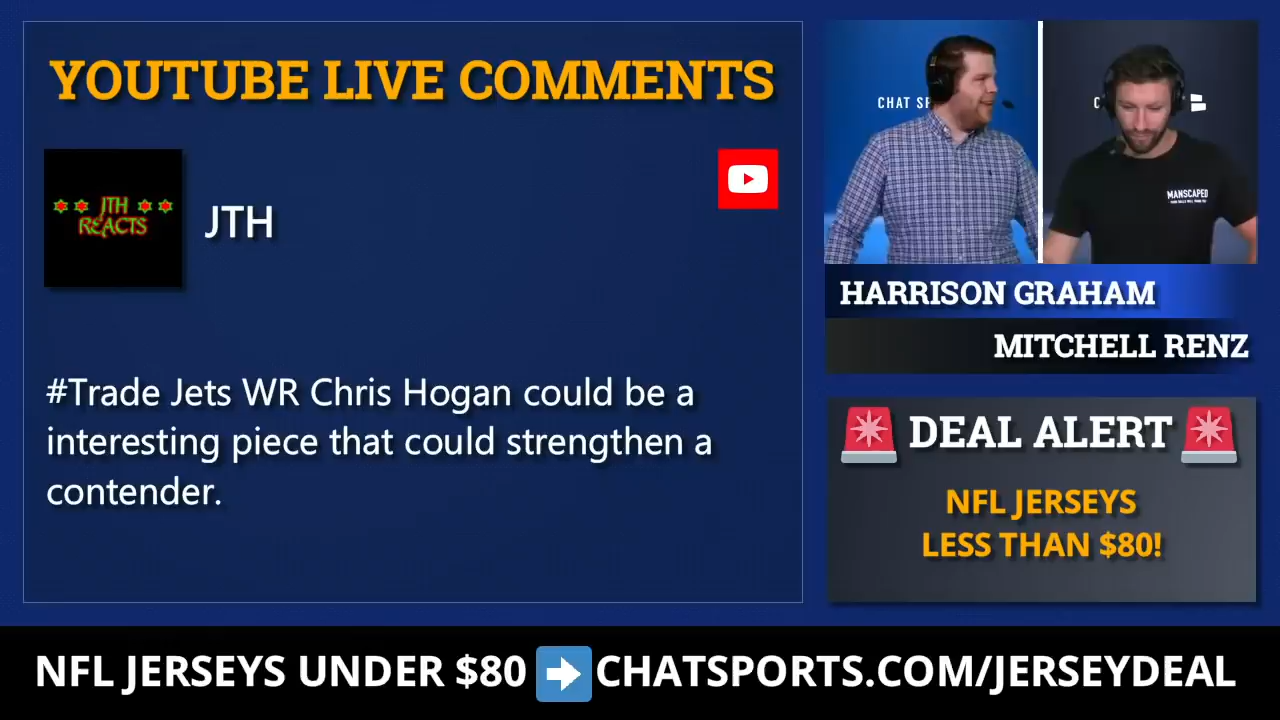 YOUTUBE LIVE COMMENTS
JTH
REACTS
JTH
#Trade Jets WR Chris Hogan could be a
interesting piece that could strengthen a
contender.
CHAT SP
C
MANSCAPED
HARRISON GRAHAM
MITCHELL RENZ
DEAL ALERT
NFL JERSEYS
LESS THAN $80!
NFL JERSEYS UNDER $80 CHATSPORTS.COM/JERSEYDEAL